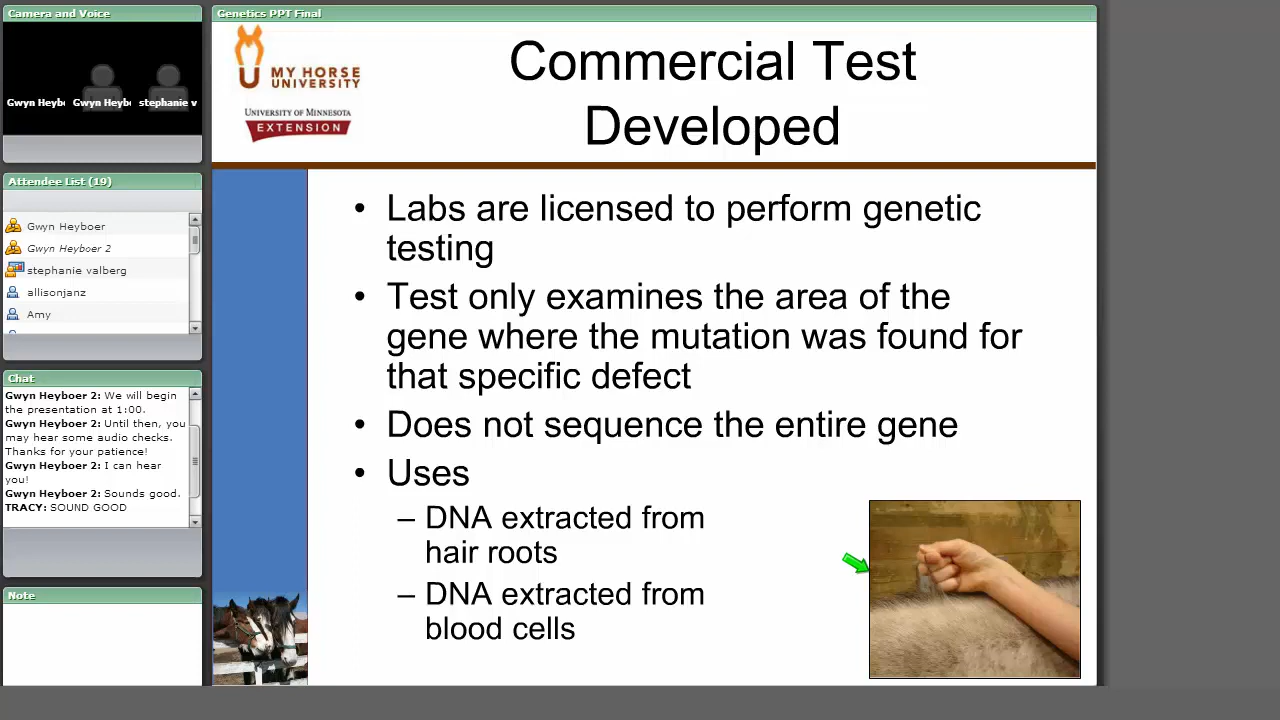 Camera and Voice
Gwyn Heyb
Gwyn Heyb
stephanie v
Attendee List (19)
Gwyn Heyboer
Gwyn Heyboer 2
stephanie valberg
allisonjanz
Amy
Chat
Gwyn Heyboer 2: We will begin
the presentation at 1:00.
Gwyn Heyboer 2: Until then, you
may hear some audio checks.
Thanks for your patience!
Gwyn Heyboer 2: I can hear
you!
Gwyn Heyboer 2: Sounds good.
TRACY: SOUND GOOD
Note
Genetics PPT Final
MY HORSE
UNIVERSITY
UNIVERSITY OF MINNESOTA
EXTENSION
Commercial Test
Developed
• Labs are licensed to perform genetic
testing
• Test only examines the area of the
gene where the mutation was found for
that specific defect
• Does not sequence the entire gene
• Uses
– DNA extracted from
hair roots
– DNA extracted from
blood cells